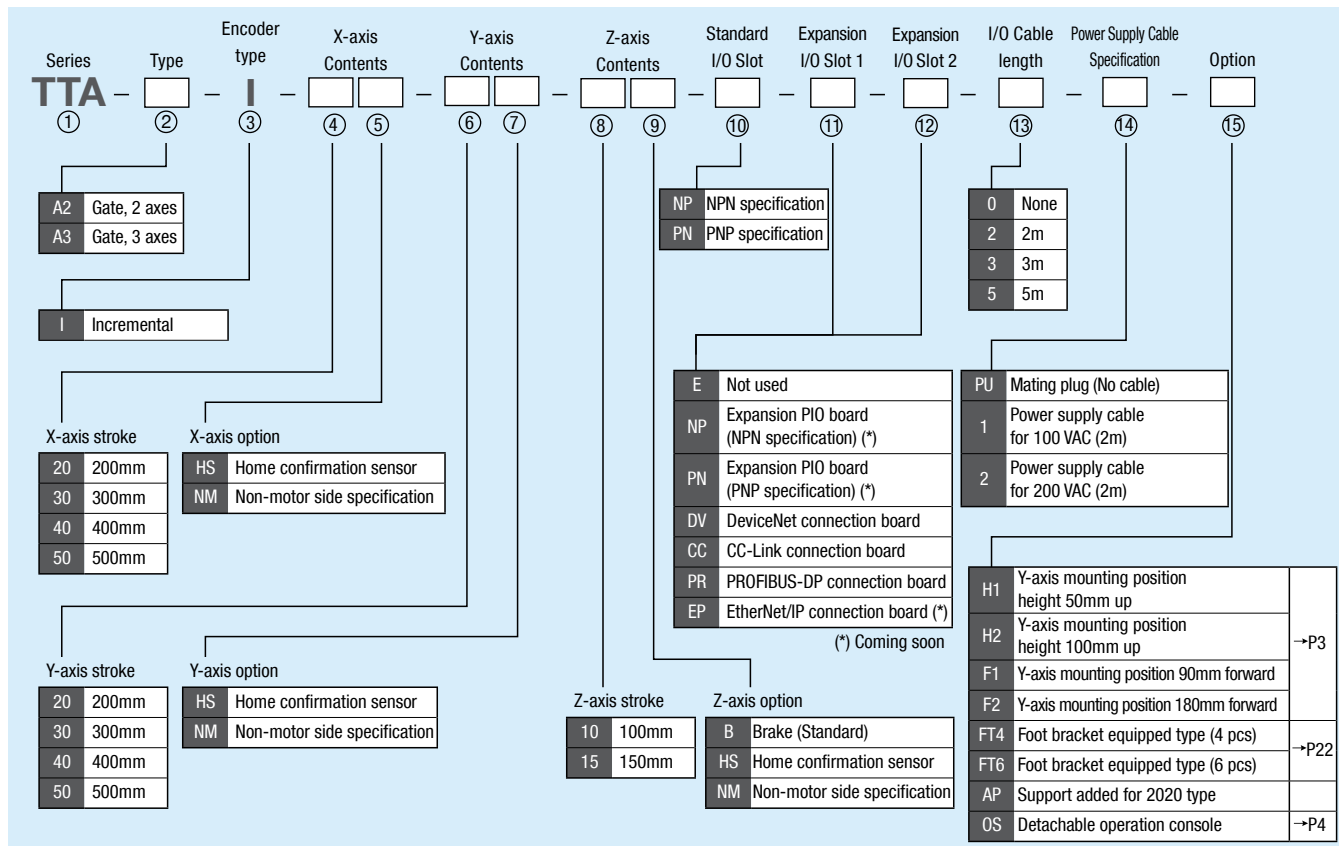 Series
Type
Encoder
type
X-axis
Contents
Y-axis
Contents
Z-axis
Contents
Standard
I/O Slot
Expansion
I/O Slot 1
Expansion
I/O Slot 2
I/O Cable
length
Power Supply Cable
Specification
Option
TTA – – I – – – – – – – – –
① ② ③ ④ ⑤ ⑥ ⑦ ⑧ ⑨ ⑩ ⑪ ⑫ ⑬ ⑭ ⑮
A2 Gate, 2 axes
A3 Gate, 3 axes
I Incremental
X-axis stroke
20 200mm
30 300mm
40 400mm
50 500mm
X-axis option
HS Home confirmation sensor
NM Non-motor side specification
Y-axis stroke
20 200mm
30 300mm
40 400mm
50 500mm
Y-axis option
HS Home confirmation sensor
NM Non-motor side specification
Z-axis stroke
10 100mm
15 150mm
Z-axis option
B Brake (Standard)
HS Home confirmation sensor
NM Non-motor side specification
NP NPN specification
PN PNP specification
E Not used
NP Expansion PIO board
(NPN specification) (*)
PN Expansion PIO board
(PNP specification) (*)
DV DeviceNet connection board
CC CC-Link connection board
PR PROFIBUS-DP connection board
EP EtherNet/IP connection board (*)
(*) Coming soon
0 None
2 2m
3 3m
5 5m
PU Mating plug (No cable)
1 Power supply cable
for 100 VAC (2m)
2 Power supply cable
for 200 VAC (2m)
H1 Y-axis mounting position
height 50mm up
H2 Y-axis mounting position
height 100mm up
F1 Y-axis mounting position 90mm forward
F2 Y-axis mounting position 180mm forward
→P3
FT4 Foot bracket equipped type (4 pcs)
FT6 Foot bracket equipped type (6 pcs)
→P22
AP Support added for 2020 type
OS Detachable operation console →P4